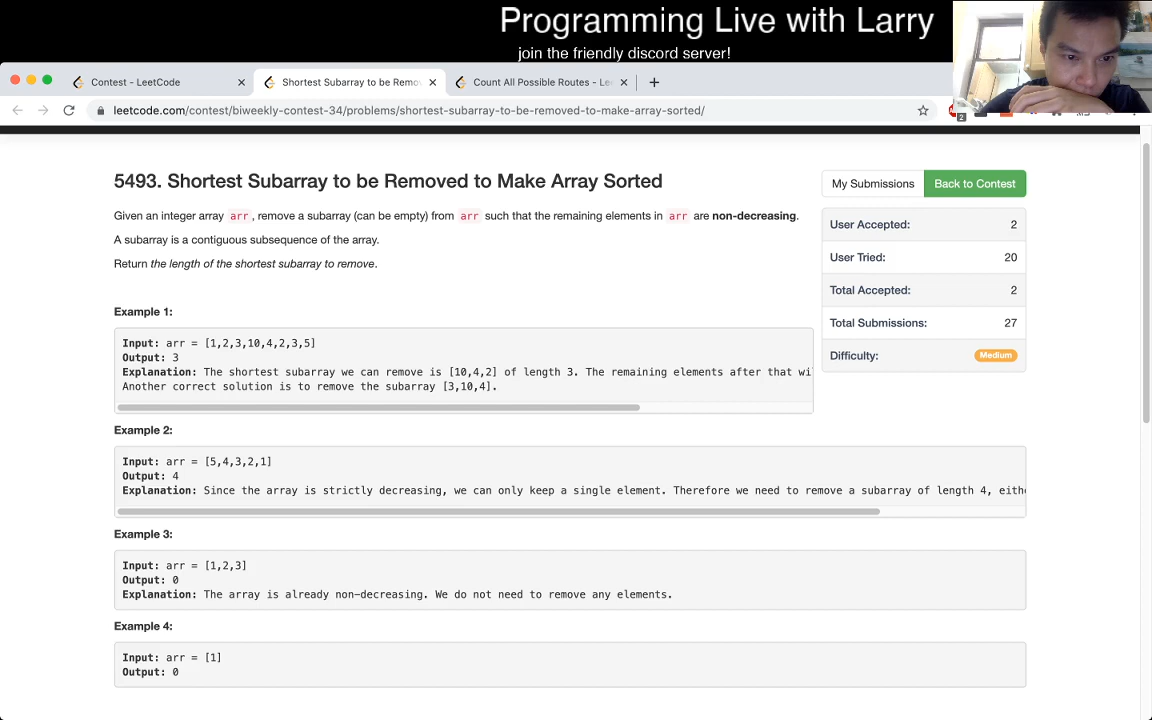 Programming Live with Larry
join the friendly discord server!
Contest - LeetCode
Shortest Subarray to be Remo
Count All Possible Routes - Le
leetcode.com/contest/biweekly-contest-34/problems/shortest-subarray-to-be-removed-to-make-array-sorted/
2
5493. Shortest Subarray to be Removed to Make Array Sorted
My Submissions
Back to Contest
Given an integer array arr, remove a subarray (can be empty) from arr such that the remaining elements in arr are non-decreasing.
A subarray is a contiguous subsequence of the array.
Return the length of the shortest subarray to remove.
User Accepted: 2
User Tried: 20
Total Accepted: 2
Total Submissions: 27
Difficulty: Medium
Example 1:
Input: arr = [1,2,3,10,4,2,3,5]
Output: 3
Explanation: The shortest subarray we can remove is [10,4,2] of length 3. The remaining elements after that wi
Another correct solution is to remove the subarray [3,10,4].
Example 2:
Input: arr = [5,4,3,2,1]
Output: 4
Explanation: Since the array is strictly decreasing, we can only keep a single element. Therefore we need to remove a subarray of length 4, eithe
Example 3:
Input: arr = [1,2,3]
Output: 0
Explanation: The array is already non-decreasing. We do not need to remove any elements.
Example 4:
Input: arr = [1]
Output: 0